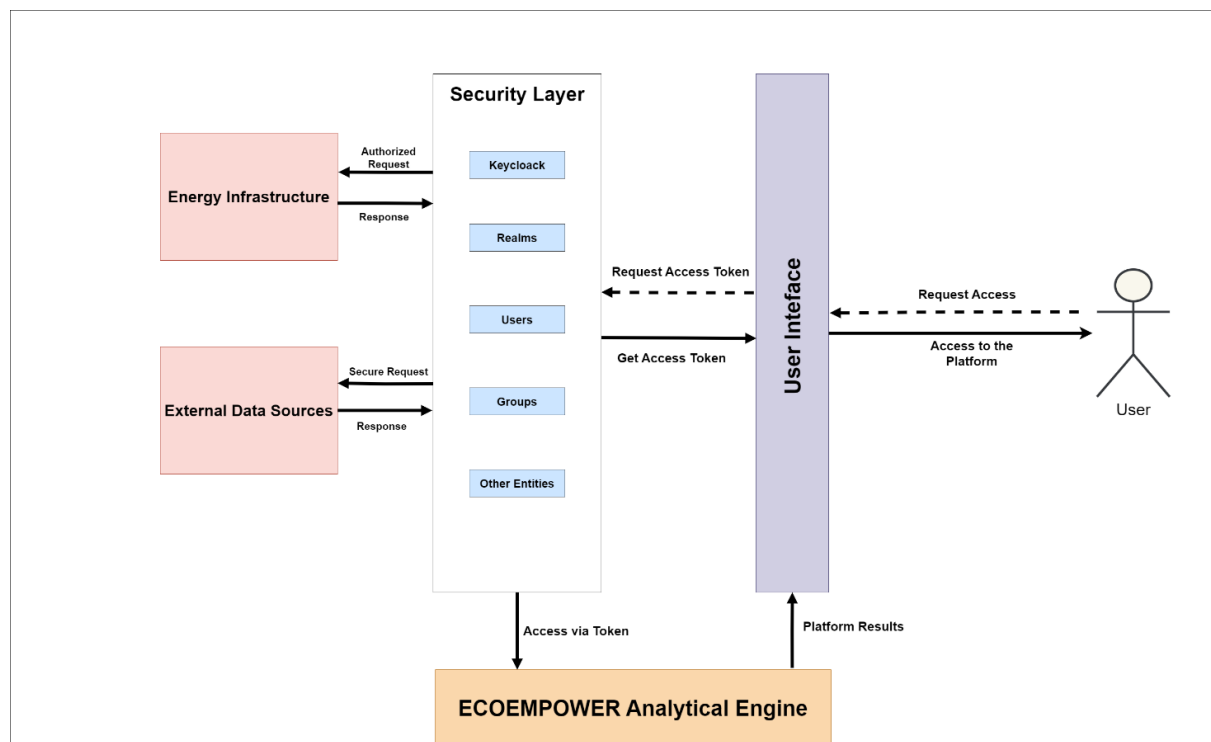 Security Layer
Authorized
Request
Keycloack
Energy Infrastructure
Response
Realms
Request Access Token
Request Access
Users
User Inteface
Get Access Token
Access to the
Platform
Secure Request
External Data Sources
Groups
Response
User
Other Entities
Access via Token
Platform Results
ECOEMPOWER Analytical Engine